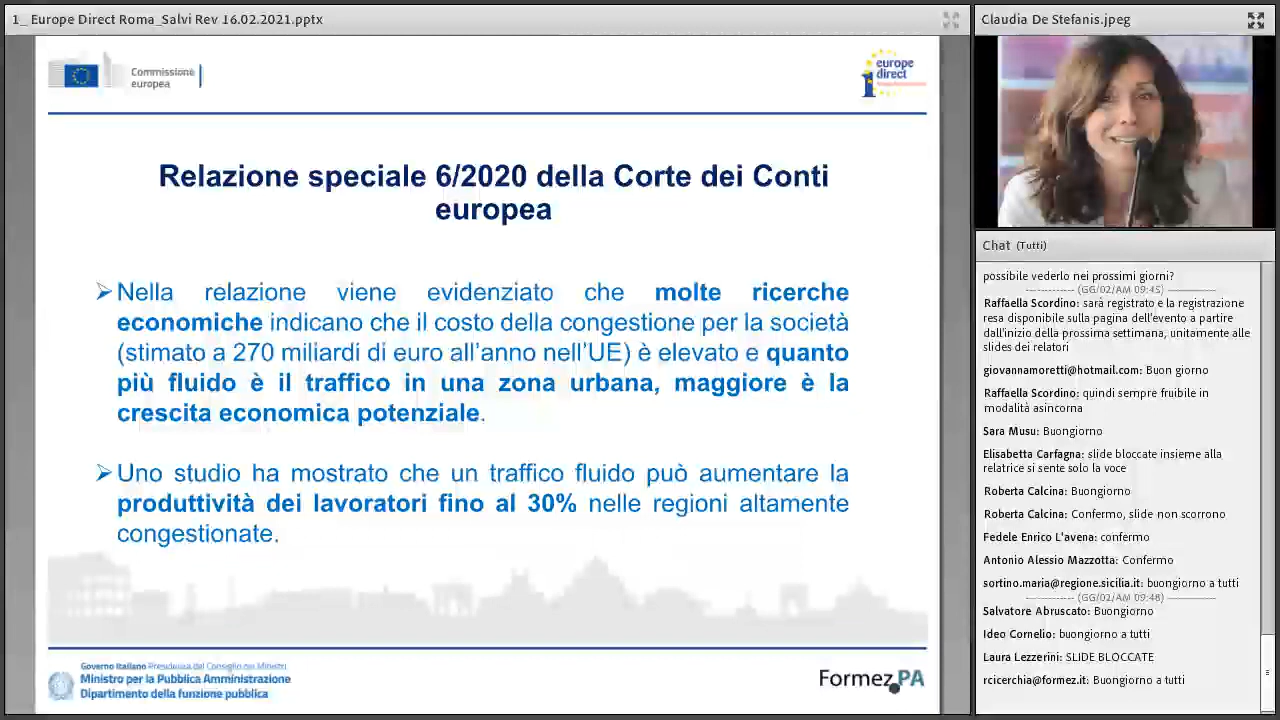 1_ Europe Direct Roma_Salvi Rev 16.02.2021.pptx
Commissione
europea
europe
direct
Relazione speciale 6/2020 della Corte dei Conti
europea
Nella relazione viene evidenziato che molte ricerche
economiche indicano che il costo della congestione per la società
(stimato a 270 miliardi di euro all'anno nell'UE) è elevato e quanto
più fluido è il traffico in una zona urbana, maggiore è la
crescita economica potenziale.
Uno studio ha mostrato che un traffico fluido può aumentare la
produttività dei lavoratori fino al 30% nelle regioni altamente
congestionate.
Governo Italiano Presidenza del Consiglio dei Ministri
Ministro per la Pubblica Amministrazione
Dipartimento della funzione pubblica
Formez PA
Claudia De Stefanis.jpeg
Chat (Tutti)
possibile vederlo nei prossimi giorni?
------------ (GG/02/AM 09:45) ------------
Raffaella Scordino: sarà registrato e la registrazione
resa disponibile sulla pagina dell'evento a partire
dall'inizio della prossima settimana, unitamente alle
slides dei relatori
giovannamoretti@hotmail.com: Buon giorno
Raffaella Scordino: quindi sempre fruibile in
modalità asincorna
Sara Musu: Buongiorno
Elisabetta Carfagna: slide bloccate insieme alla
relatrice si sente solo la voce
Roberta Calcina: Buongiorno
Roberta Calcina: Confermo, slide non scorrono
Fedele Enrico L'avena: confermo
Antonio Alessio Mazzotta: Confermo
sortino.maria@regione.sicilia.it: buongiorno a tutti
------------ (GG/02/AM 09:48) ------------
Salvatore Abruscato: Buongiorno
Ideo Cornelio: buongiorno a tutti
Laura Lezzerini: SLIDE BLOCCATE
rcicerchia@formez.it: Buongiorno a tutti